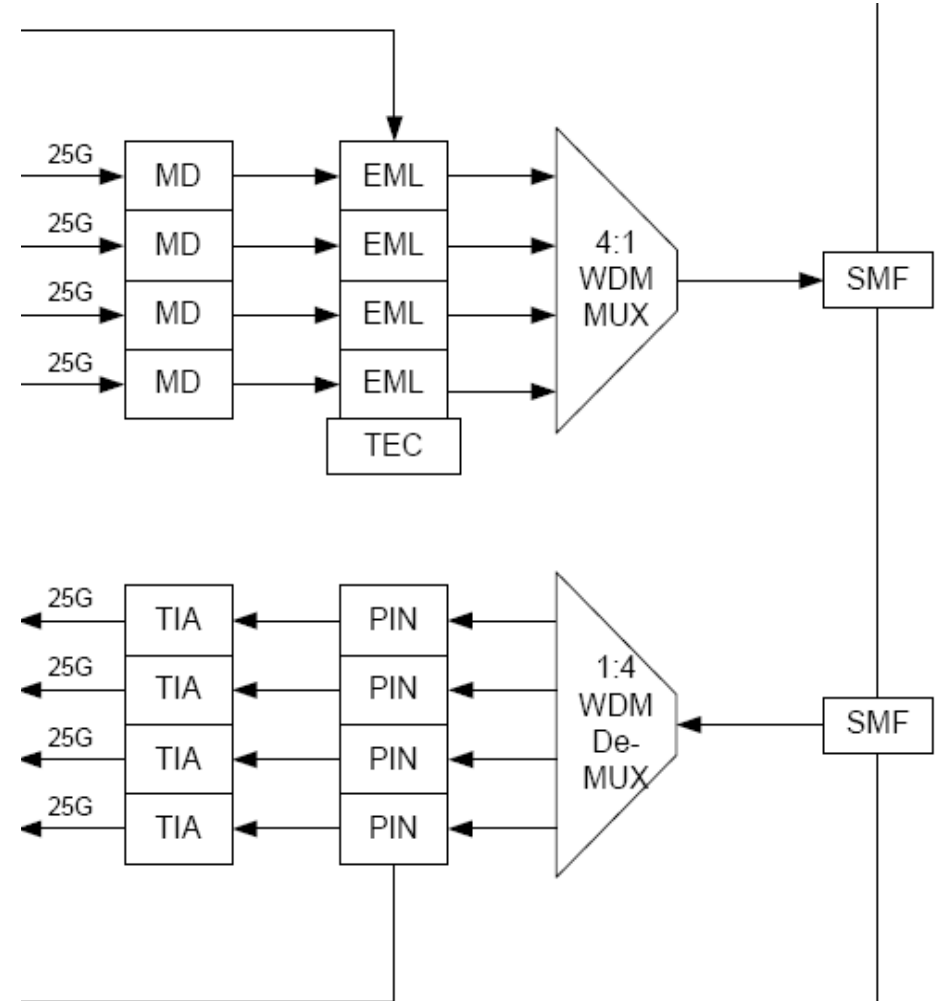 25G
MD
EML
25G
MD
EML
25G
MD
EML
25G
MD
EML
TEC
4:1
WDM
MUX
SMF
25G
TIA
PIN
25G
TIA
PIN
25G
TIA
PIN
25G
TIA
PIN
1:4
WDM
De-
MUX
SMF